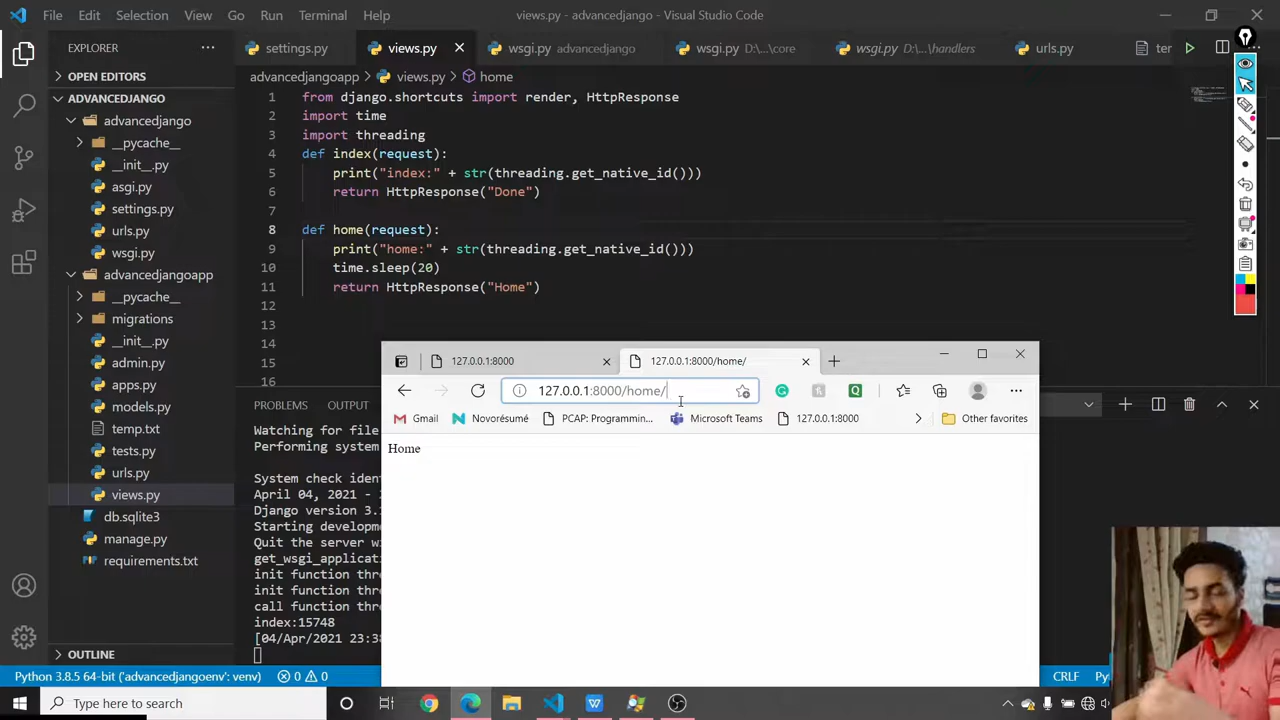 File Edit Selection View Go Run Terminal Help views.py - advancedjango - Visual Studio Code
EXPLORER
settings.py views.py wsgi.py advancedjango wsgi.py D:\...\core wsgi.py D:\...\handlers urls.py ter
OPEN EDITORS
advancedjangoapp > views.py > home
ADVANCEDJANGO
advancedjango
__pycache__
__init__.py
asgi.py
settings.py
urls.py
wsgi.py
advancedjangoapp
__pycache__
migrations
__init__.py
admin.py
apps.py
models.py
temp.txt
tests.py
urls.py
views.py
db.sqlite3
manage.py
requirements.txt
OUTLINE
1 from django.shortcuts import render, HttpResponse
2 import time
3 import threading
4 def index(request):
5 print("index:" + str(threading.get_native_id()))
6 return HttpResponse("Done")
7
8 def home(request):
9 print("home:" + str(threading.get_native_id()))
10 time.sleep(20)
11 return HttpResponse("Home")
12
13
14
15
16
PROBLEMS OUTPUT
Watching for file
Performing system
System check iden
April 04, 2021 -
Django version 3.
Starting developm
Quit the server w
get_wsgi_applicati
init function thre
init function thre
call function thre
index:15748
[04/Apr/2021 23:38
127.0.0.1:8000 127.0.0.1:8000/home/
127.0.0.1:8000/home/
Gmail Novorésumé PCAP: Programmin... Microsoft Teams 127.0.0.1:8000 Other favorites
Home
Python 3.8.5 64-bit ('advancedjangoenv': venv) 0 0 CRLF
Type here to search